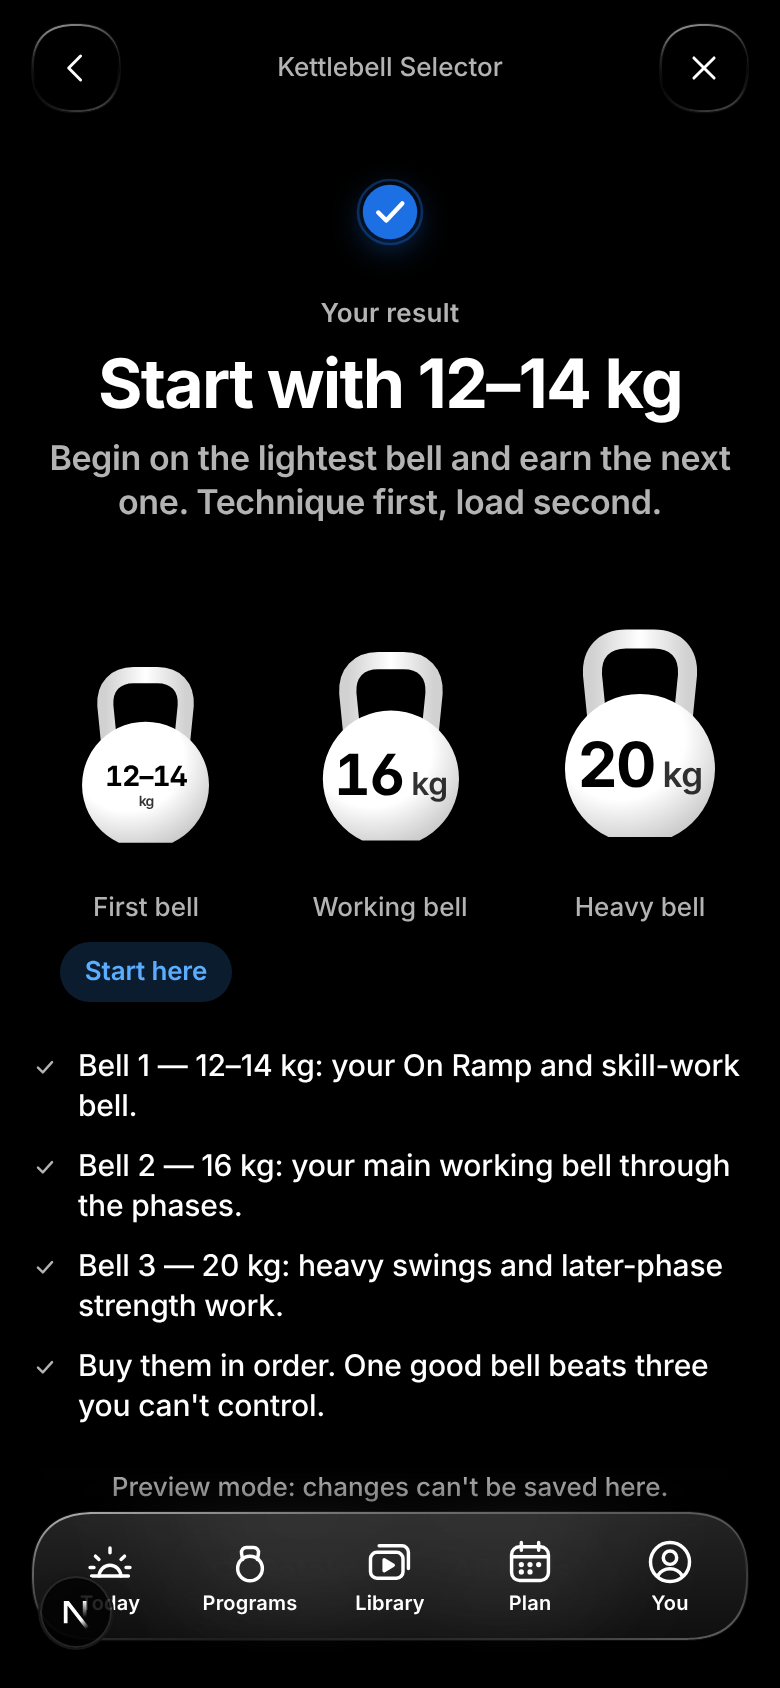 Kettlebell Selector
Your result
Start with 12–14 kg
Begin on the lightest bell and earn the next
one. Technique first, load second.
12–14
kg
16 kg
20 kg
First bell
Working bell
Heavy bell
Start here
Bell 1 — 12–14 kg: your On Ramp and skill-work
bell.
Bell 2 — 16 kg: your main working bell through
the phases.
Bell 3 — 20 kg: heavy swings and later-phase
strength work.
Buy them in order. One good bell beats three
you can't control.
Preview mode: changes can't be saved here.
Today
Programs
Library
Plan
You
N